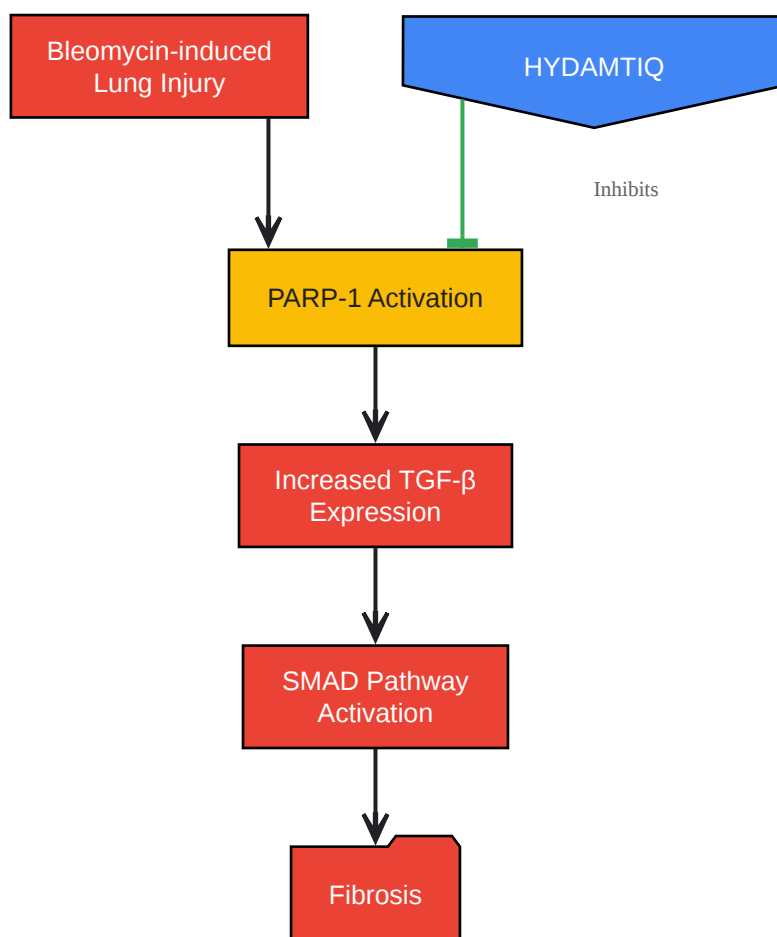 Bleomycin-induced
Lung Injury
HYDAMTIQ
Inhibits
PARP-1 Activation
Increased TGF-β
Expression
SMAD Pathway
Activation
Fibrosis